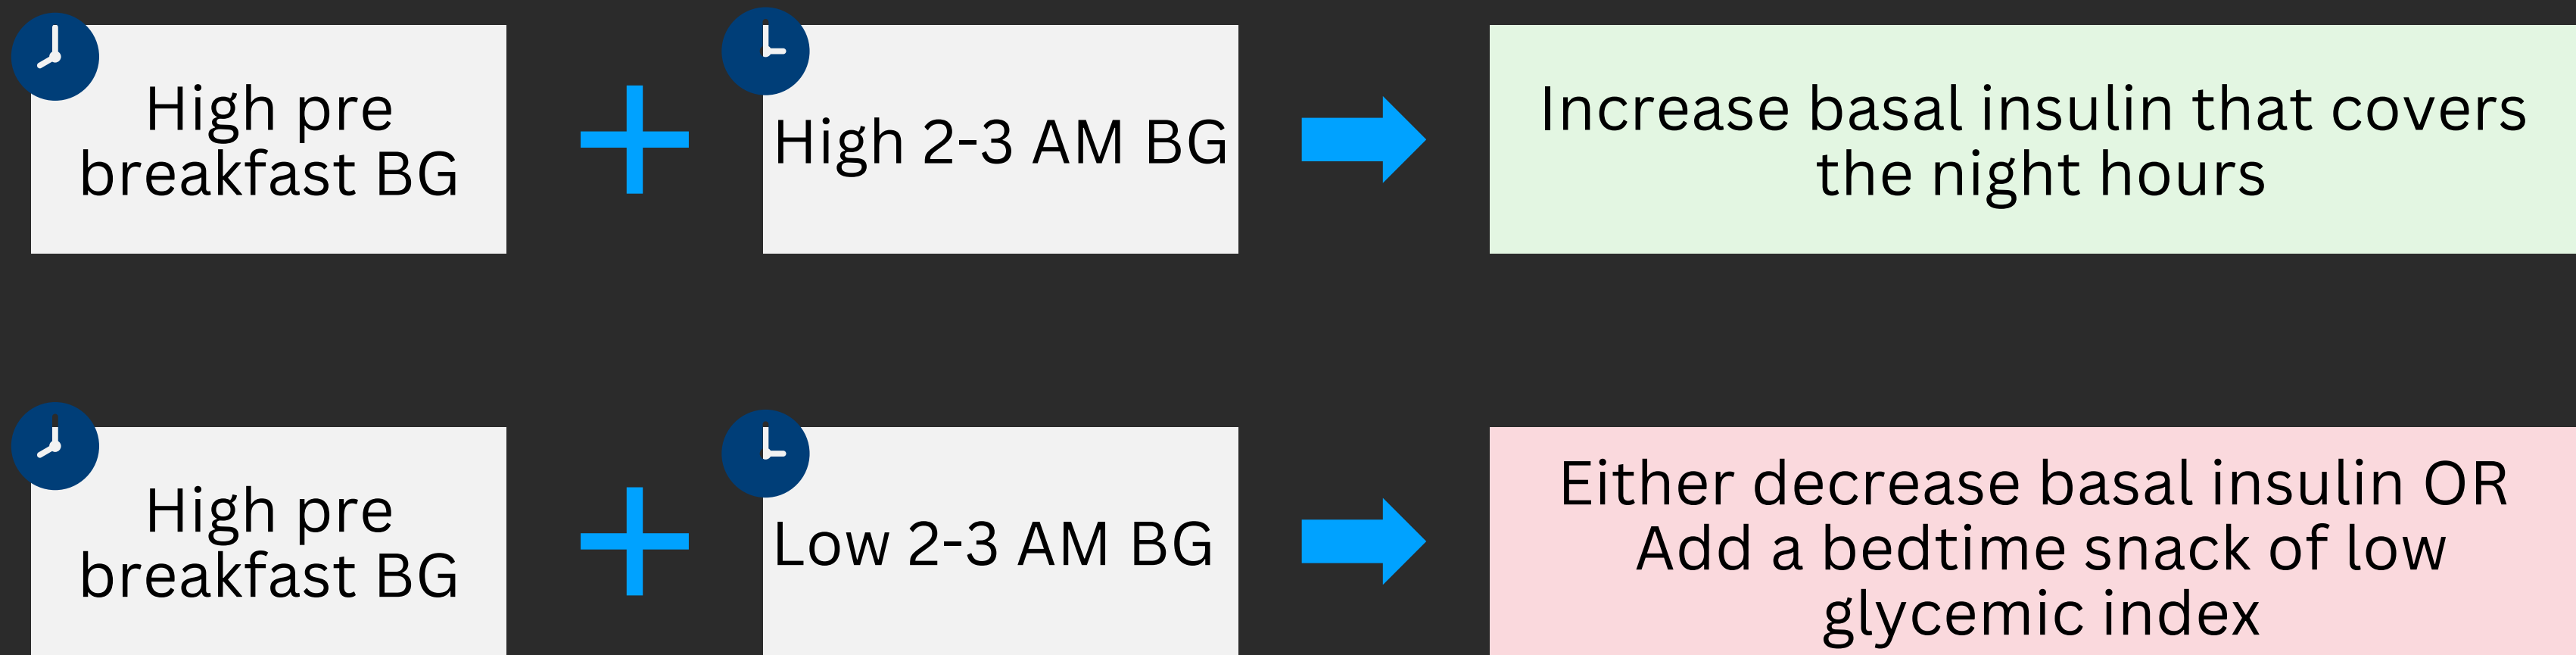 High pre
breakfast BG
High 2-3 AM BG
Increase basal insulin that covers
the night hours
High pre
breakfast BG
Low 2-3 AM BG
Either decrease basal insulin OR
Add a bedtime snack of low
glycemic index